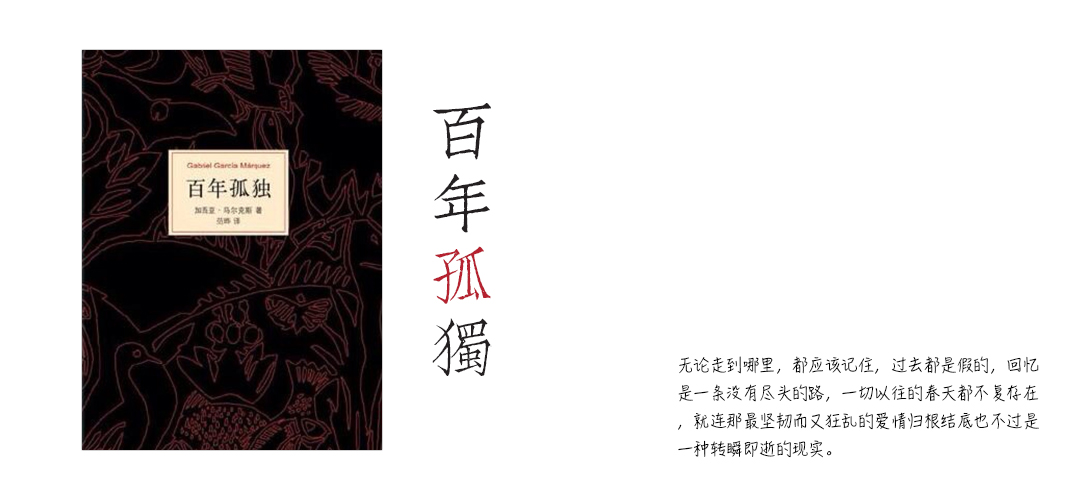 Gabriel García Márquez
百年孤独
加西亚·马尔克斯 著
范晔 译
百年孤獨
无论走到哪里，都应该记住，过去都是假的，回忆
是一条没有尽头的路，一切以往的春天都不复存在
，就连那最坚韧而又狂乱的爱情归根结底也不过是
一种转瞬即逝的现实。